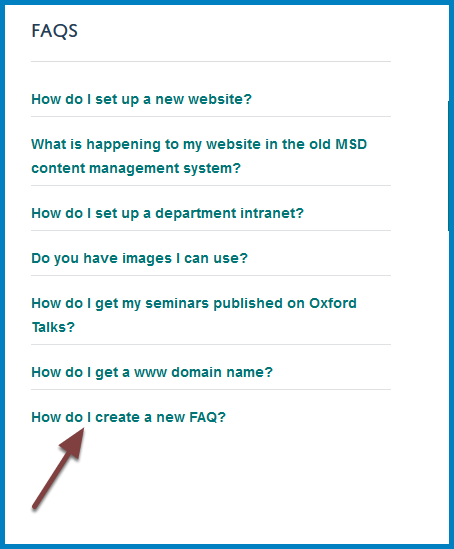 FAQS
How do I set up a new website?
What is happening to my website in the old MSD
content management system?
How do I set up a department intranet?
Do you have images I can use?
How do I get my seminars published on Oxford
Talks?
How do I get a www domain name?
How do I create a new FAQ?